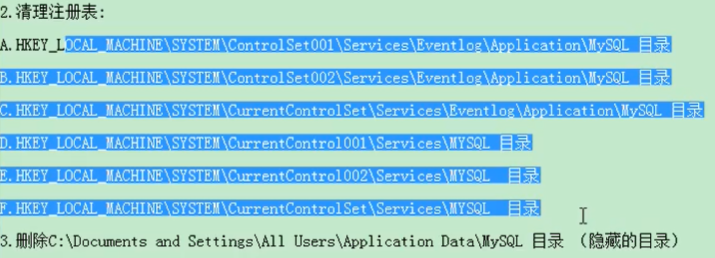 2.清理注册表:
A.HKEY_LOCAL_MACHINE\SYSTEM\ControlSet001\Services\Eventlog\Application\MySQL 目录
B.HKEY_LOCAL_MACHINE\SYSTEM\ControlSet002\Services\Eventlog\Application\MySQL 目录
C.HKEY_LOCAL_MACHINE\SYSTEM\CurrentControlSet\Services\Eventlog\Application\MySQL 目录
D.HKEY_LOCAL_MACHINE\SYSTEM\CurrentControl001\Services\MYSQL 目录
E.HKEY_LOCAL_MACHINE\SYSTEM\CurrentControl002\Services\MYSQL 目录
F.HKEY_LOCAL_MACHINE\SYSTEM\CurrentControlSet\Services\MYSQL 目录
3.删除C:\Documents and Settings\All Users\Application Data\MySQL 目录 （隐藏的目录）